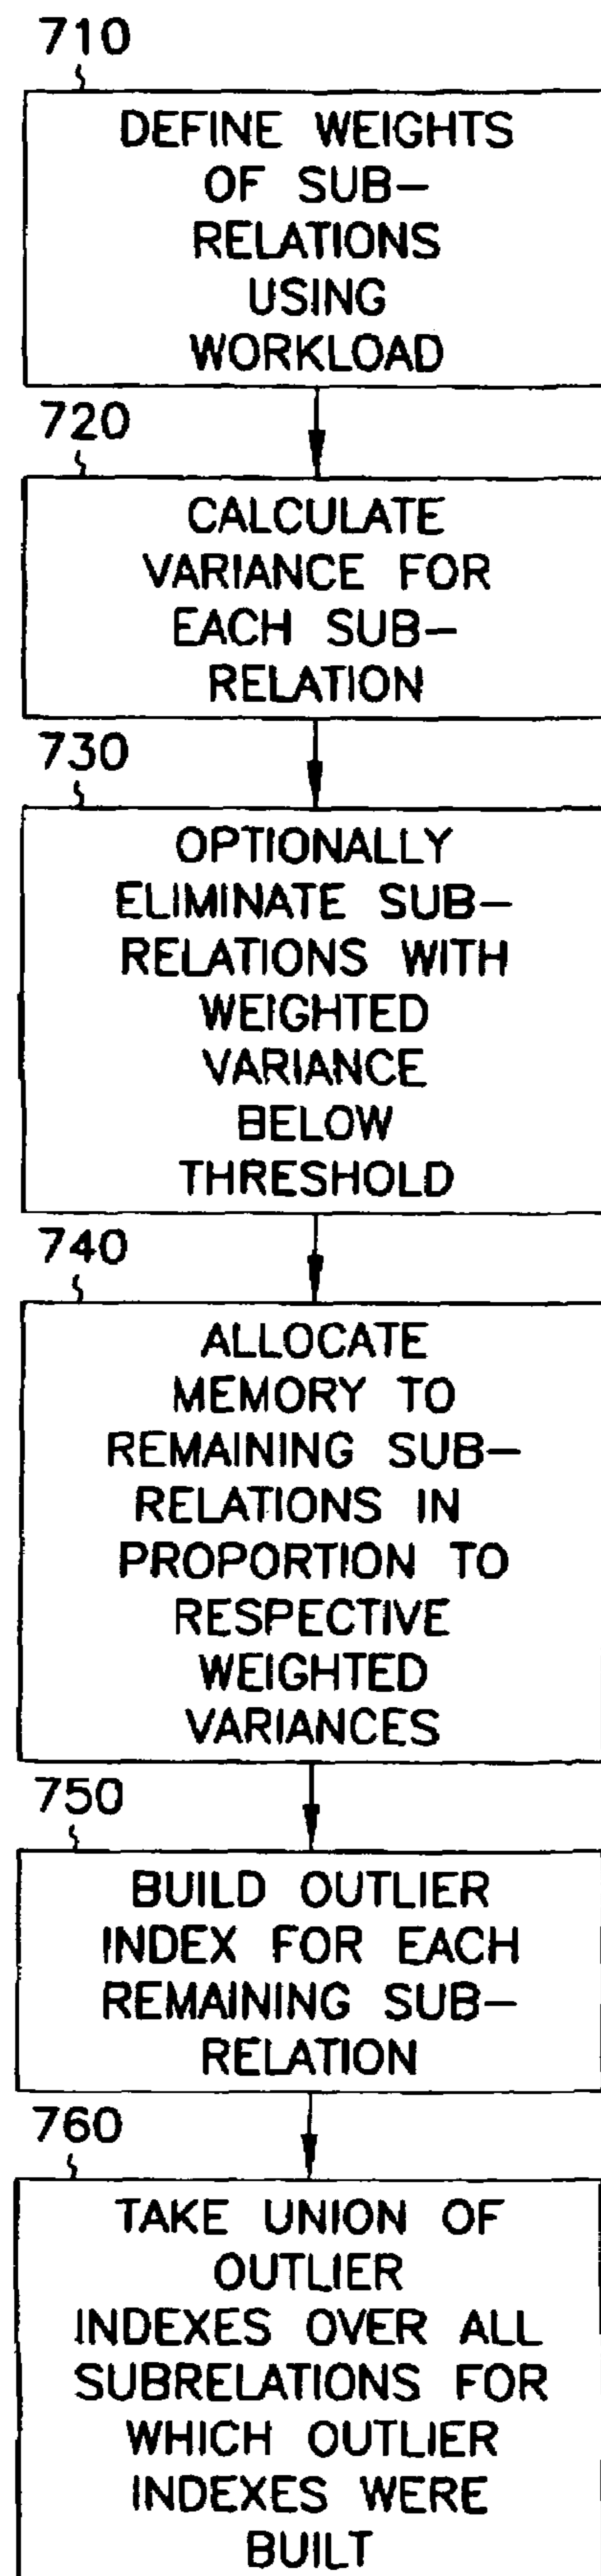 710
DEFINE WEIGHTS
OF SUB-
RELATIONS
USING
WORKLOAD
720
CALCULATE
VARIANCE FOR
EACH SUB-
RELATION
730
OPTIONALLY
ELIMINATE SUB-
RELATIONS WITH
WEIGHTED
VARIANCE
BELOW
THRESHOLD
740
ALLOCATE
MEMORY TO
REMAINING SUB-
RELATIONS IN
PROPORTION TO
RESPECTIVE
WEIGHTED
VARIANCES
750
BUILD OUTLIER
INDEX FOR EACH
REMAINING SUB-
RELATION
760
TAKE UNION OF
OUTLIER
INDEXES OVER ALL
SUBRELATIONS FOR
WHICH OUTLIER
INDEXES WERE
BUILT